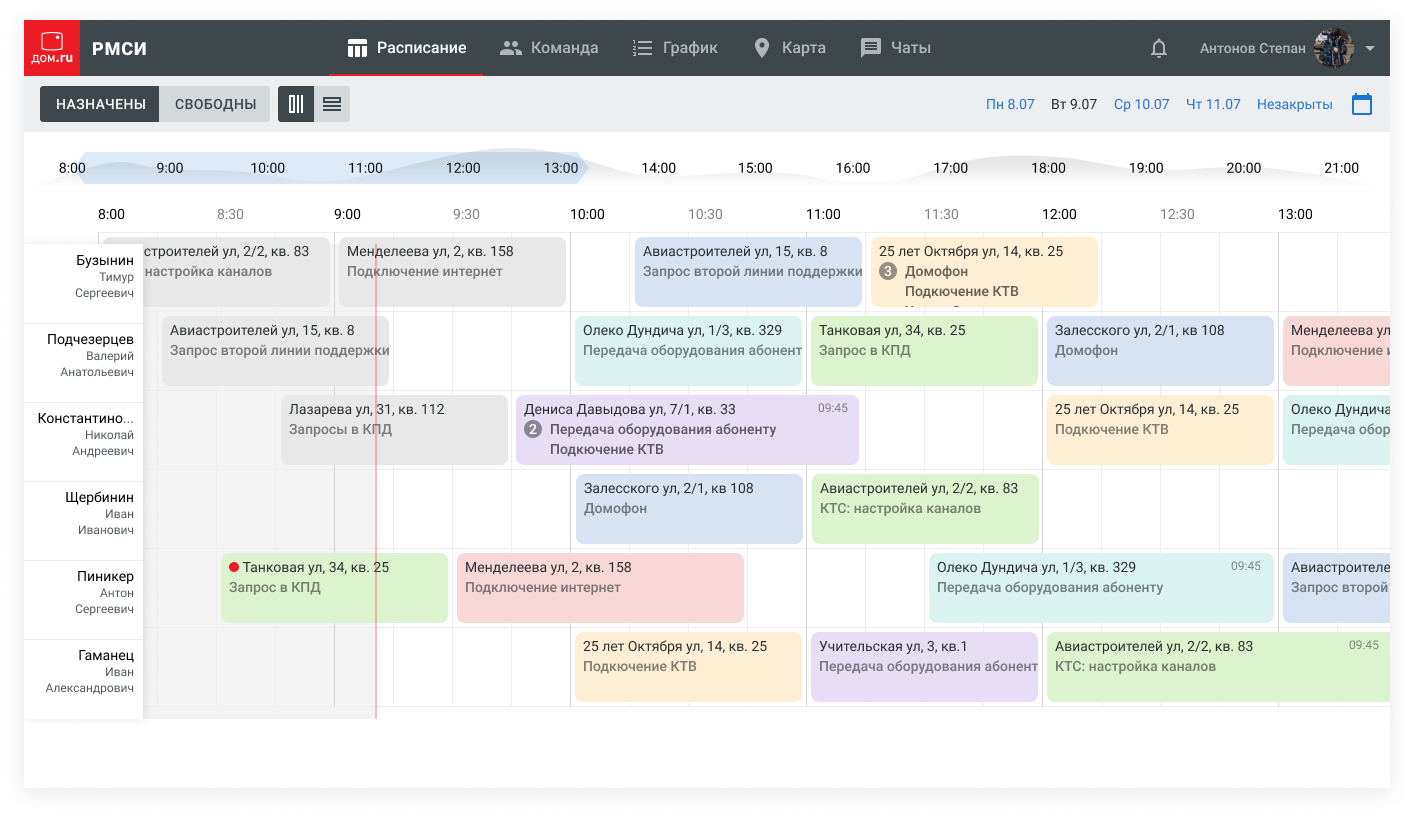 ДОМ.ru
РМСИ
Расписание
Команда
График
Карта
Чаты
Антонов Степан
НАЗНАЧЕНЫ
СВОБОДНЫ
Пн 8.07
Вт 9.07
Ср 10.07
Чт 11.07
Незакрыты
8:00 9:00 10:00 11:00 12:00 13:00 14:00 15:00 16:00 17:00 18:00 19:00 20:00 21:00
8:00 8:30 9:00 9:30 10:00 10:30 11:00 11:30 12:00 12:30 13:00
Бузынин
Тимур
Сергеевич
строителей ул, 2/2, кв. 83
настройка каналов
Менделеева ул, 2, кв. 158
Подключение интернет
Авиастроителей ул, 15, кв. 8
Запрос второй линии поддержки
25 лет Октября ул, 14, кв. 25
3 Домофон
Подкючение КТВ
Подчезерцев
Валерий
Анатольевич
Авиастроителей ул, 15, кв. 8
Запрос второй линии поддержки
Олеко Дундича ул, 1/3, кв. 329
Передача оборудования абонент
Танковая ул, 34, кв. 25
Запрос в КПД
Залесского ул, 2/1, кв 108
Домофон
Менделеева ул
Подключение и
Константино...
Николай
Андреевич
Лазарева ул, 31, кв. 112
Запросы в КПД
Дениса Давыдова ул, 7/1, кв. 33 09:45
2 Передача оборудования абоненту
Подкючение КТВ
25 лет Октября ул, 14, кв. 25
Подкючение КТВ
Олеко Дундича
Передача обор
Щербинин
Иван
Иванович
Залесского ул, 2/1, кв 108
Домофон
Авиастроителей ул, 2/2, кв. 83
КТС: настройка каналов
Пиникер
Антон
Сергеевич
Танковая ул, 34, кв. 25
Запрос в КПД
Менделеева ул, 2, кв. 158
Подключение интернет
Олеко Дундича ул, 1/3, кв. 329 09:45
Передача оборудования абоненту
Авиастроителе
Запрос второй
Гаманец
Иван
Александрович
25 лет Октября ул, 14, кв. 25
Подкючение КТВ
Учительская ул, 3, кв.1
Передача оборудования абонент
Авиастроителей ул, 2/2, кв. 83 09:45
КТС: настройка каналов